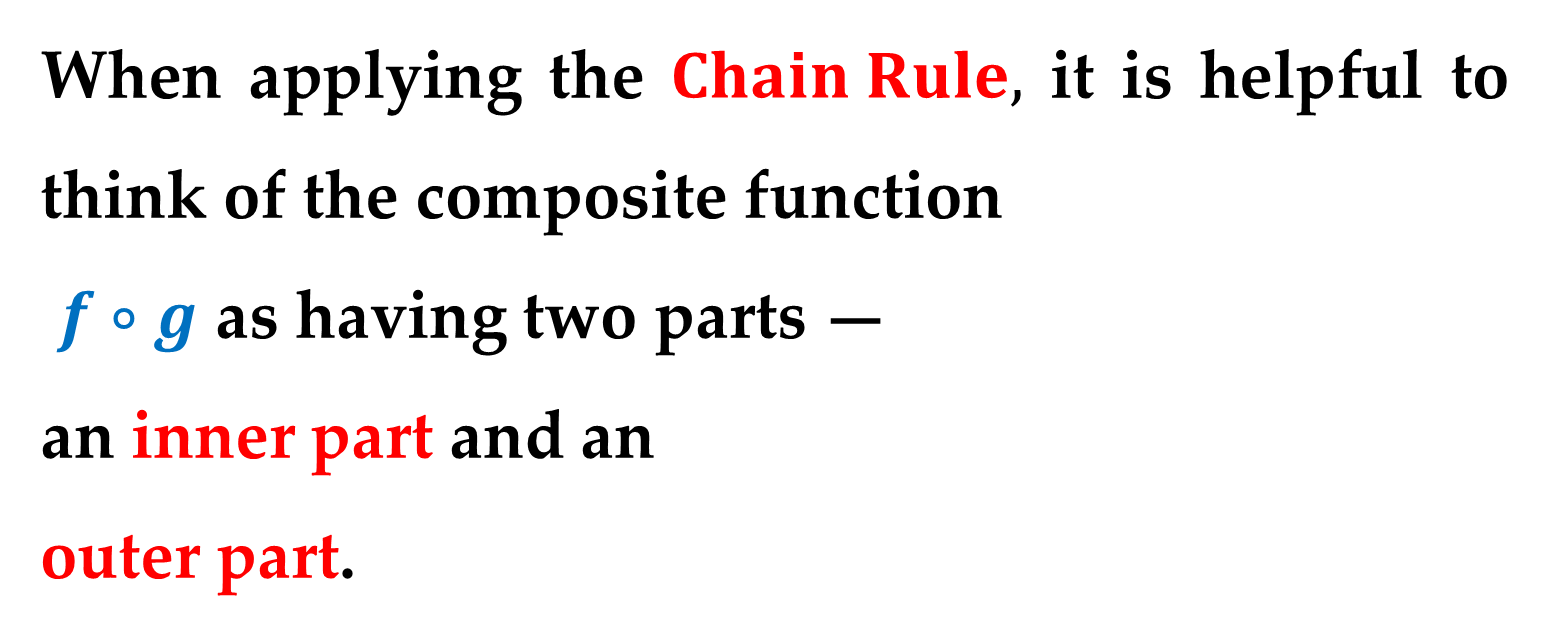 When applying the Chain Rule, it is helpful to
think of the composite function
f ∘ g as having two parts —
an inner part and an
outer part.